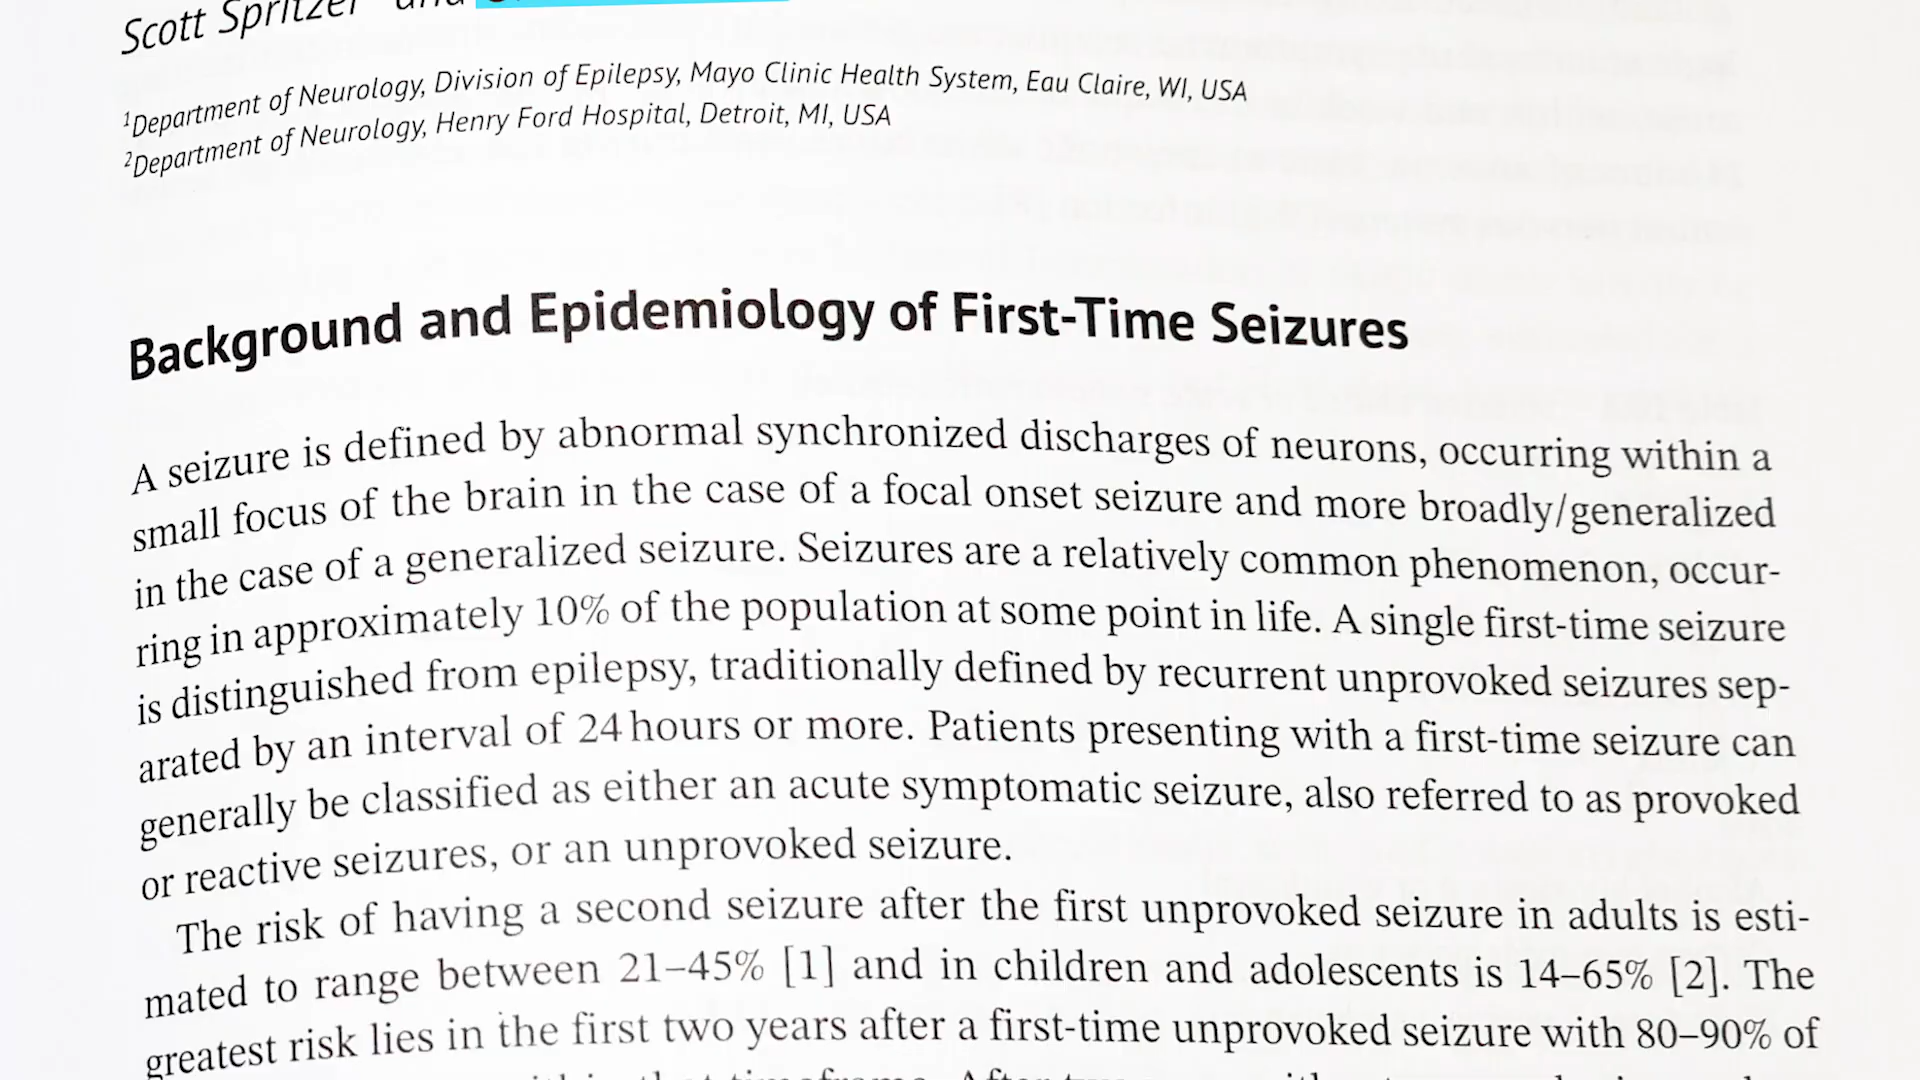 Scott Spritzer and
¹Department of Neurology, Division of Epilepsy, Mayo Clinic Health System, Eau Claire, WI, USA
²Department of Neurology, Henry Ford Hospital, Detroit, MI, USA
Background and Epidemiology of First-Time Seizures
A seizure is defined by abnormal synchronized discharges of neurons, occurring within a
small focus of the brain in the case of a focal onset seizure and more broadly/generalized
in the case of a generalized seizure. Seizures are a relatively common phenomenon, occur-
ring in approximately 10% of the population at some point in life. A single first-time seizure
is distinguished from epilepsy, traditionally defined by recurrent unprovoked seizures sep-
arated by an interval of 24 hours or more. Patients presenting with a first-time seizure can
generally be classified as either an acute symptomatic seizure, also referred to as provoked
or reactive seizures, or an unprovoked seizure.
The risk of having a second seizure after the first unprovoked seizure in adults is esti-
mated to range between 21–45% [1] and in children and adolescents is 14–65% [2]. The
greatest risk lies in the first two years after a first-time unprovoked seizure with 80–90% of